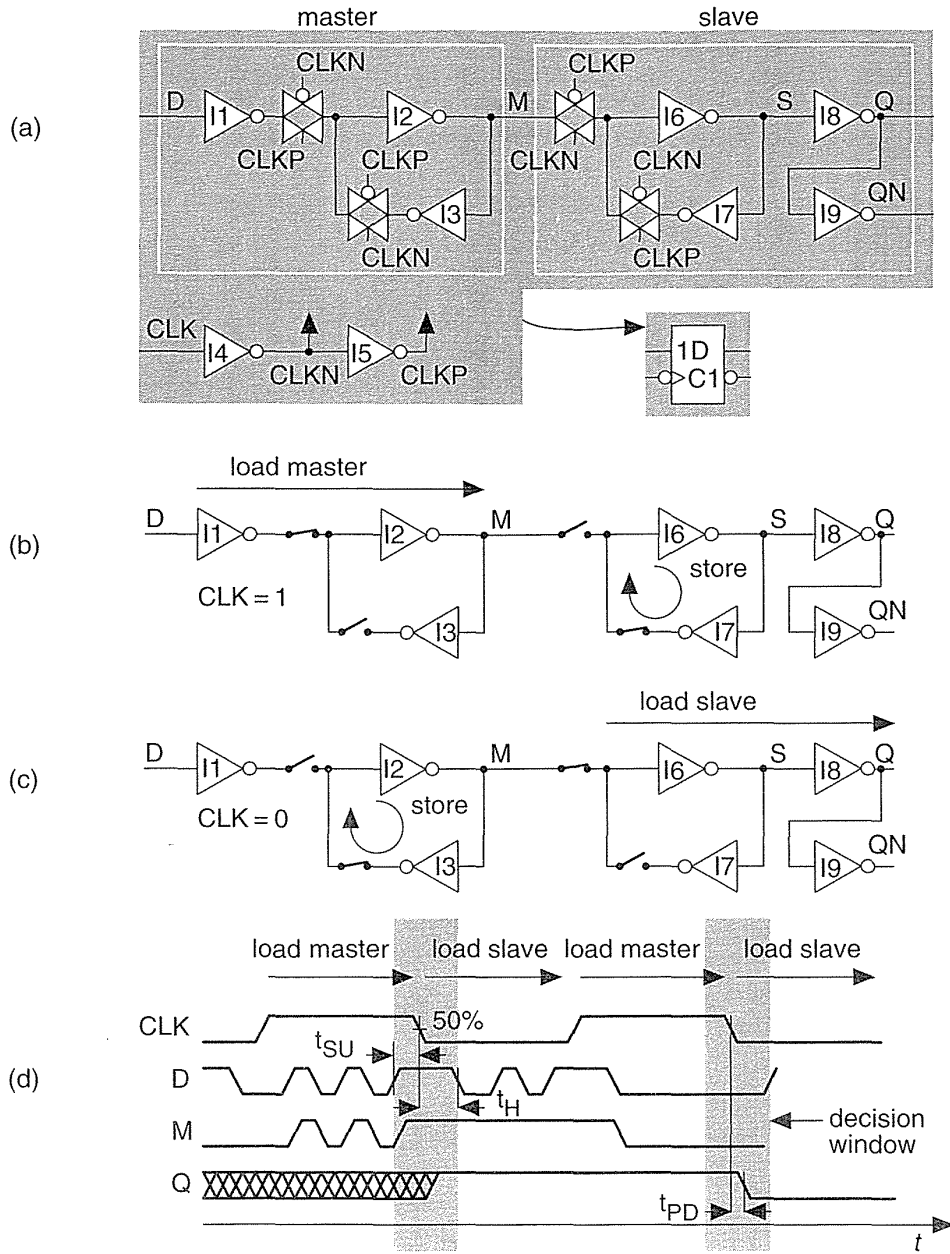 master
slave
(a)
D
I1
CLKN
CLKP
I2
M
CLKP
I3
CLKN
CLKP
CLKN
I6
S
I8
Q
CLKN
I7
CLKP
I9
QN
CLK
I4
CLKN
I5
CLKP
1D
C1
load master
(b)
D
I1
I2
M
I6
S
I8
Q
CLK = 1
I3
store
I7
I9
QN
load slave
(c)
D
I1
I2
M
I6
S
I8
Q
CLK = 0
store
I3
I7
I9
QN
load master
load slave
load master
load slave
CLK
50%
tSU
(d)
D
tH
M
decision
window
Q
tPD
t